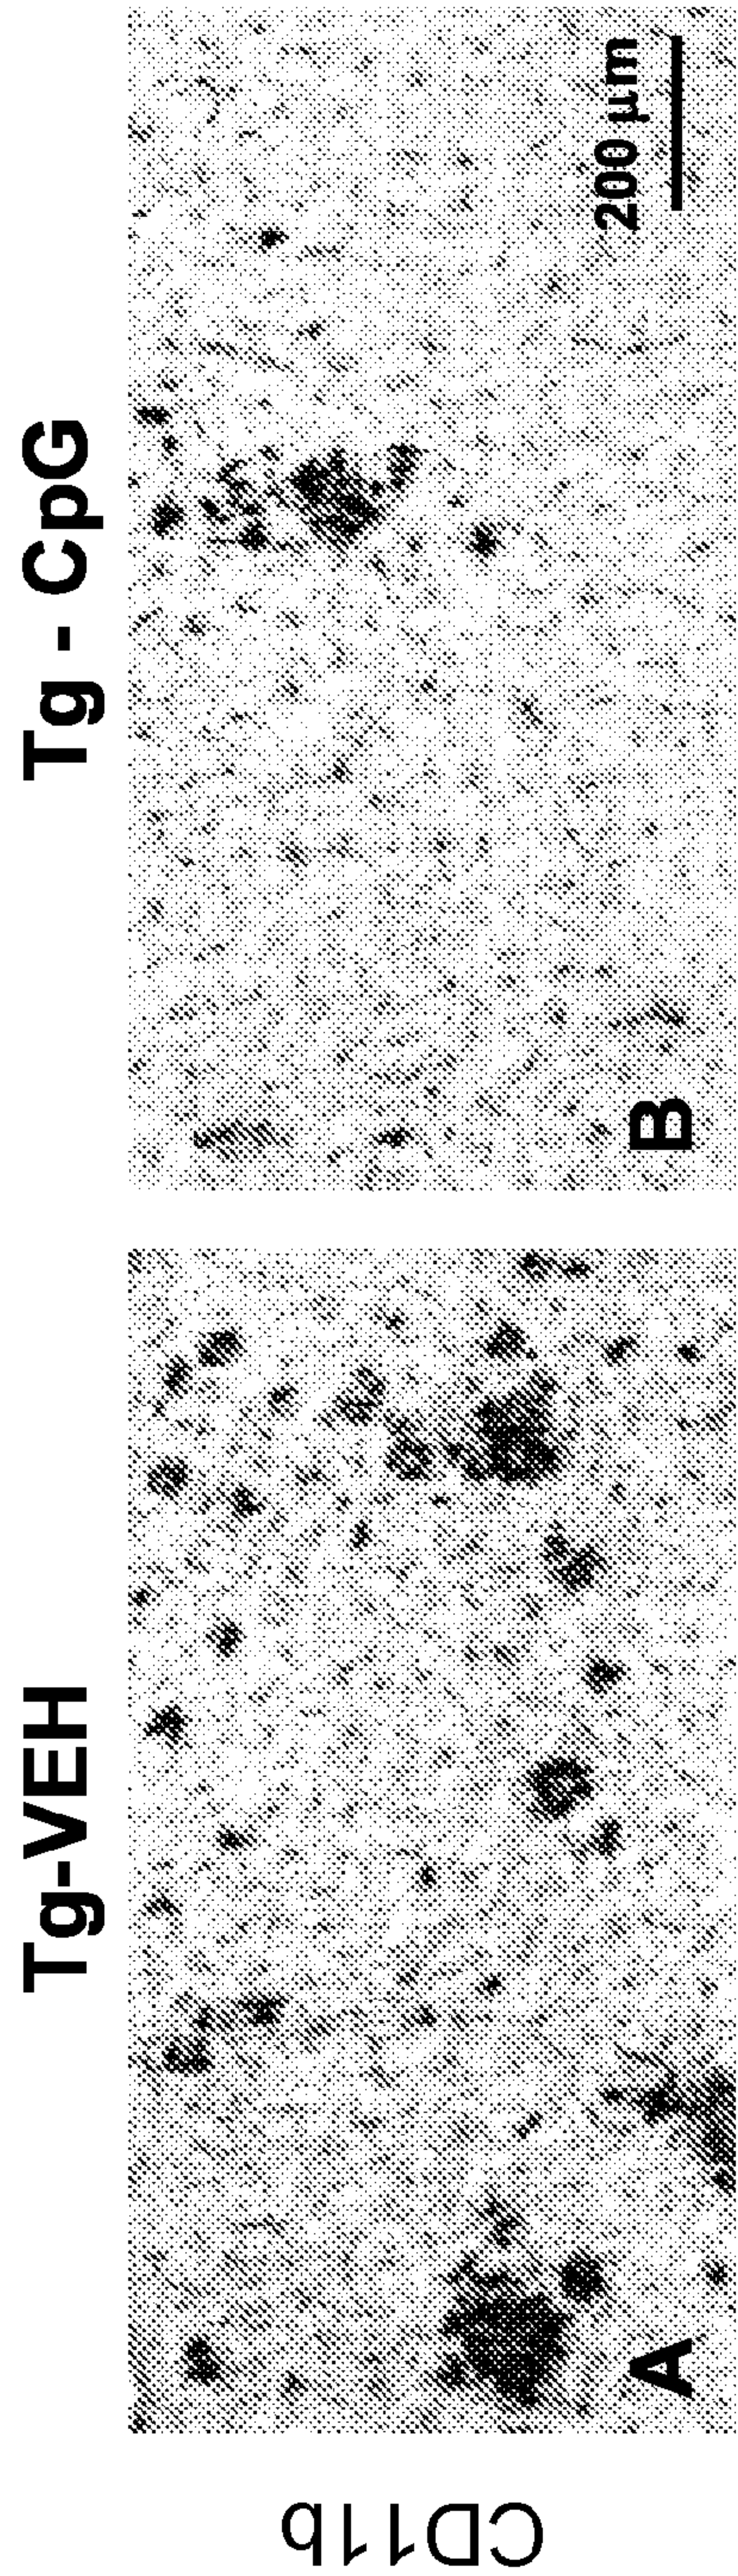 Tg-VEH
Tg - CpG
CD11b
A
B
200 µm